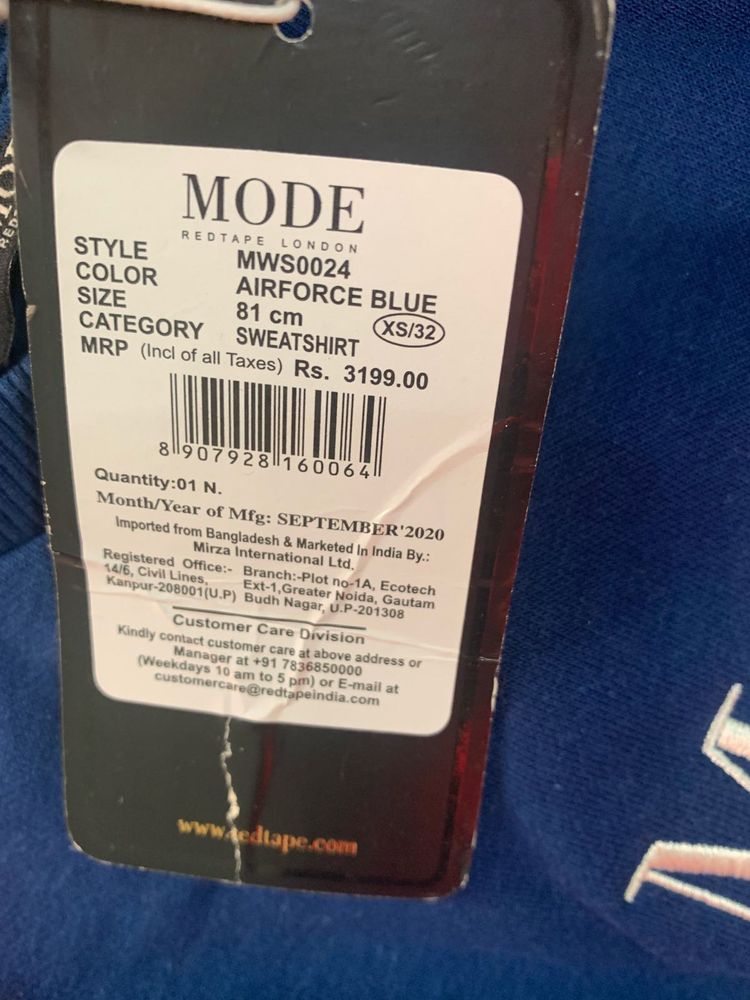 MODE
REDTAPE LONDON
STYLE MWS0024
COLOR AIRFORCE BLUE
SIZE 81 cm XS/32
CATEGORY SWEATSHIRT
MRP (Incl of all Taxes) Rs. 3199.00
8 907928 160064
Quantity:01 N.
Month/Year of Mfg: SEPTEMBER'2020
Imported from Bangladesh & Marketed In India By.:
Mirza International Ltd.
Registered Office:- Branch:-Plot no-1A, Ecotech
14/6, Civil Lines, Ext-1,Greater Noida, Gautam
Kanpur-208001(U.P) Budh Nagar, U.P-201308
Customer Care Division
Kindly contact customer care at above address or
Manager at +91 7836850000
(Weekdays 10 am to 5 pm) or E-mail at
customercare@redtapeindia.com
www.redtape.com